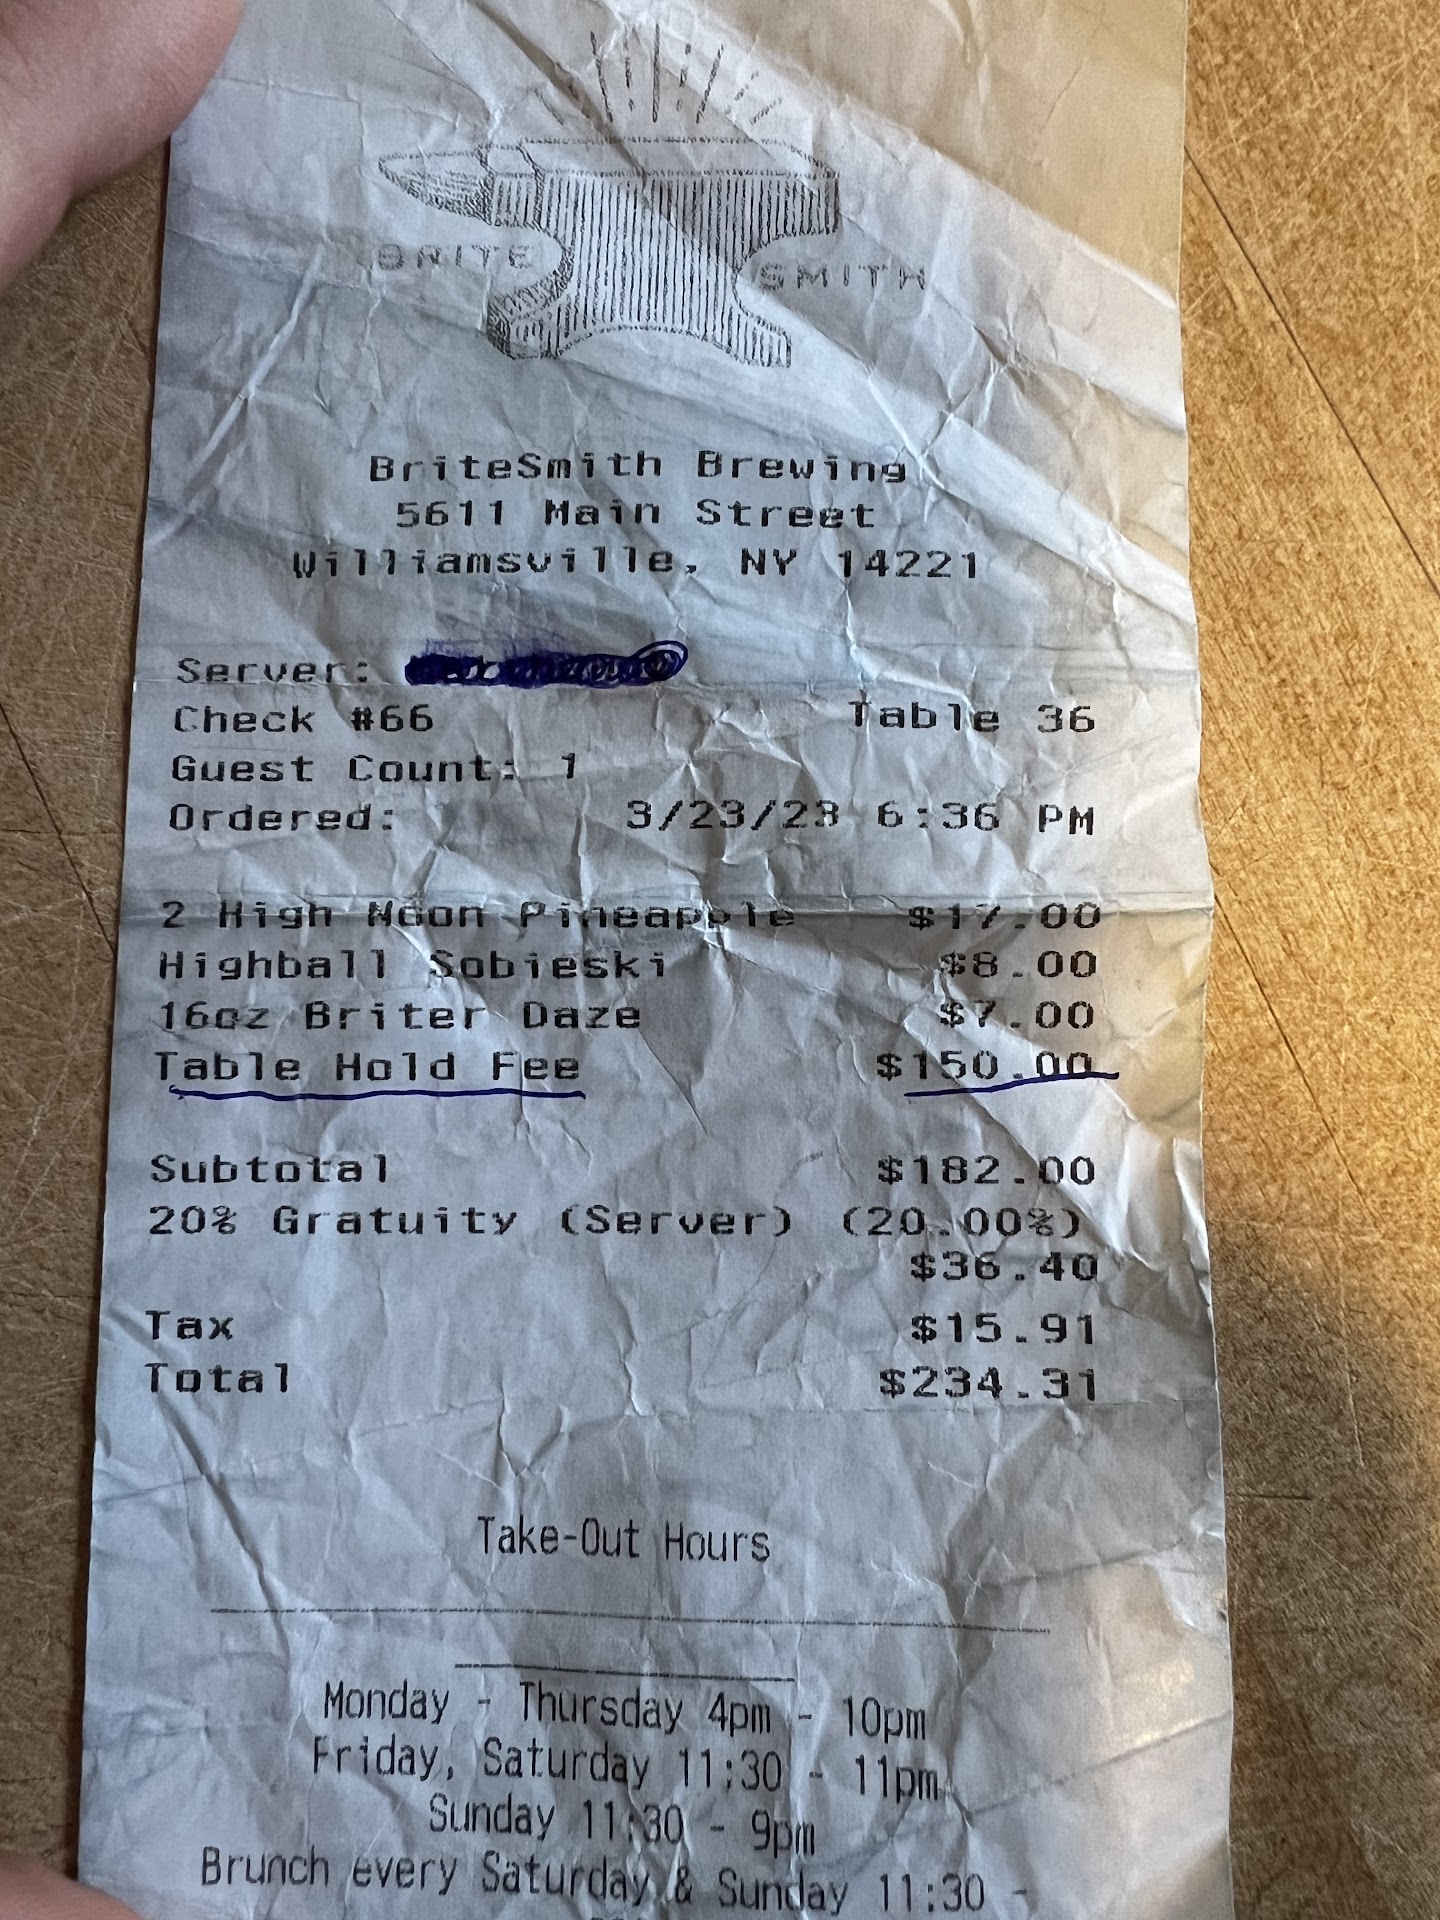 BRITE SMITH
BriteSmith Brewing
5611 Main Street
Williamsville, NY 14221
Server:
Check #66 Table 36
Guest Count: 1
Ordered: 3/23/23 6:36 PM
2 High Noon Pineapple $17.00
Highball Sobieski $8.00
16oz Briter Daze $7.00
Table Hold Fee $150.00
Subtotal $182.00
20% Gratuity (Server) (20.00%)
$36.40
Tax $15.91
Total $234.31
Take-Out Hours
Monday - Thursday 4pm - 10pm
Friday, Saturday 11:30 - 11pm
Sunday 11:30 - 9pm
Brunch every Saturday & Sunday 11:30 -